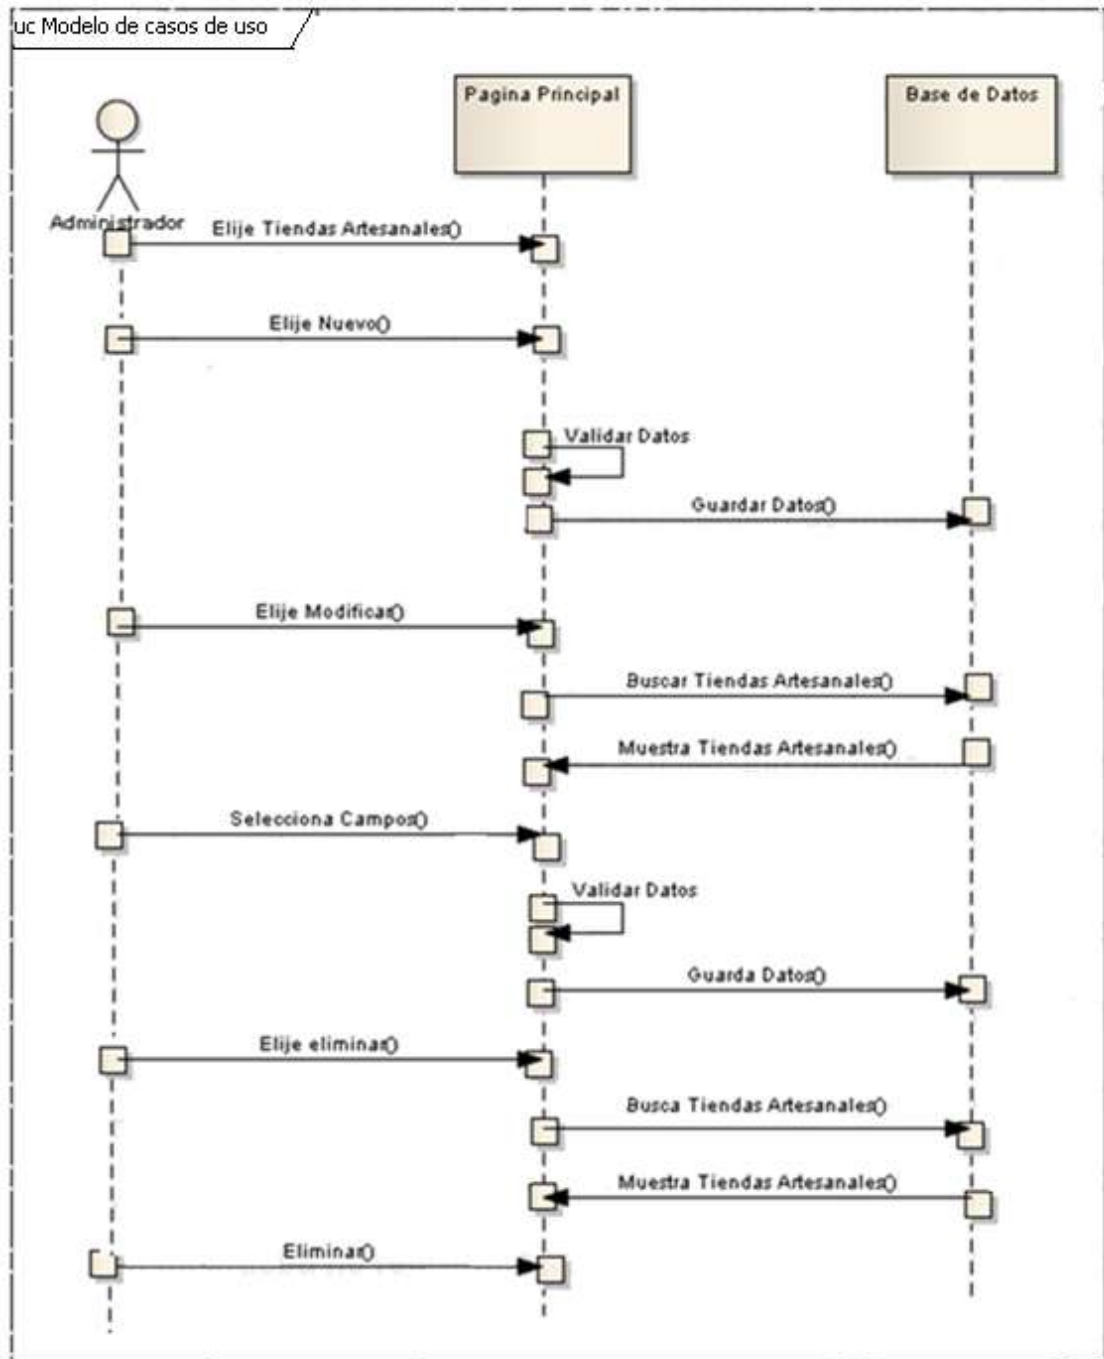 uc Modelo de casos de uso
Pagina Principal
Base de Datos
Administrador
Elije Tiendas Artesanales()
Elije Nuevo()
Validar Datos
Guardar Datos()
Elije Modificar()
Buscar Tiendas Artesanales()
Muestra Tiendas Artesanales()
Selecciona Campos()
Validar Datos
Guarda Datos()
Elije eliminar()
Busca Tiendas Artesanales()
Muestra Tiendas Artesanales()
Eliminar()